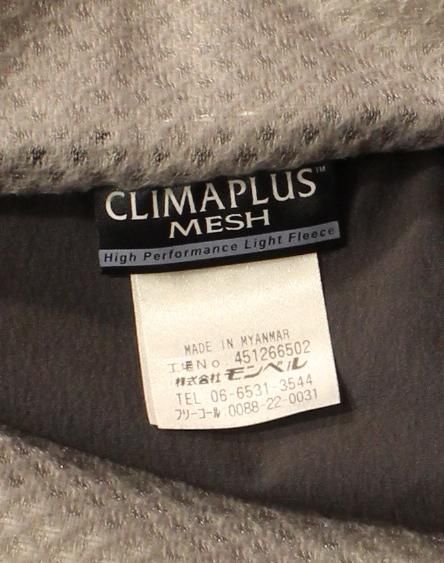 CLIMAPLUS™
MESH
High Performance Light Fleece
MADE IN MYANMAR
工場No. 451266502
株式会社モンベル
TEL 06-6531-3544
フリーコール 0088-22-0031